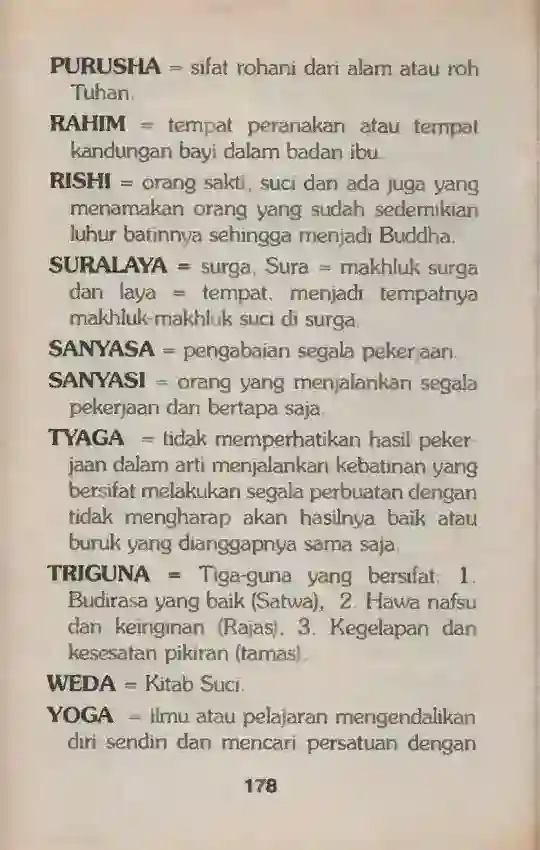 PURUSHA = sifat rohani dari alam atau roh
Tuhan.
RAHIM = tempat peranakan atau tempat
kandungan bayi dalam badan ibu.
RISHI = orang sakti, suci dan ada juga yang
menamakan orang yang sudah sedemikian
luhur batinnya sehingga menjadi Buddha.
SURALAYA = surga, Sura = makhluk surga
dan laya = tempat, menjadi tempatnya
makhluk-makhluk suci di surga.
SANYASA = pengabaian segala pekerjaan.
SANYASI = orang yang menjalankan segala
pekerjaan dan bertapa saja.
TYAGA = tidak memperhatikan hasil peker-
jaan dalam arti menjalankan kebatinan yang
bersifat melakukan segala perbuatan dengan
tidak mengharap akan hasilnya baik atau
buruk yang dianggapnya sama saja.
TRIGUNA = Tiga-guna yang bersifat: 1.
Budirasa yang baik (Satwa), 2. Hawa nafsu
dan keinginan (Rajas), 3. Kegelapan dan
kesesatan pikiran (tamas).
WEDA = Kitab Suci.
YOGA = ilmu atau pelajaran mengendalikan
diri sendiri dan mencari persatuan dengan
178